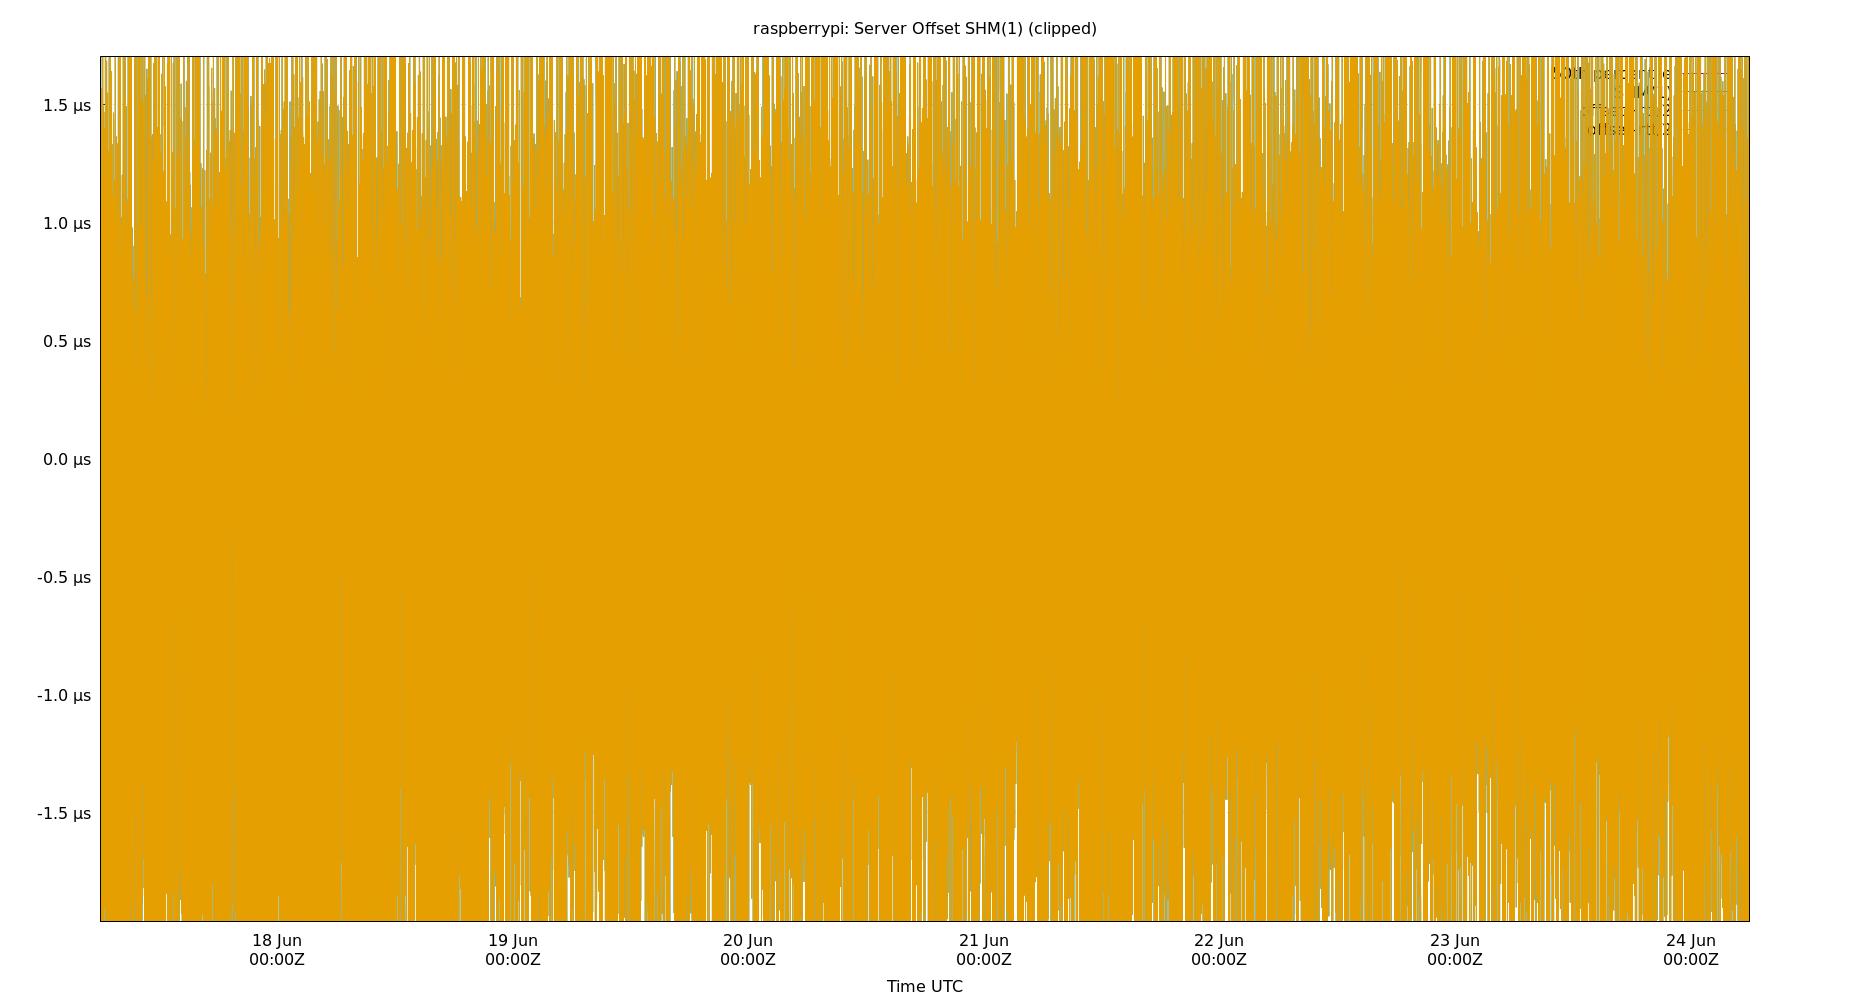 raspberrypi: Server Offset SHM(1) (clipped)
1.5 µs
1.0 µs
0.5 µs
0.0 µs
-0.5 µs
-1.0 µs
-1.5 µs
18 Jun 19 Jun 20 Jun 21 Jun 22 Jun 23 Jun 24 Jun
00:00Z 00:00Z 00:00Z 00:00Z 00:00Z 00:00Z 00:00Z
Time UTC